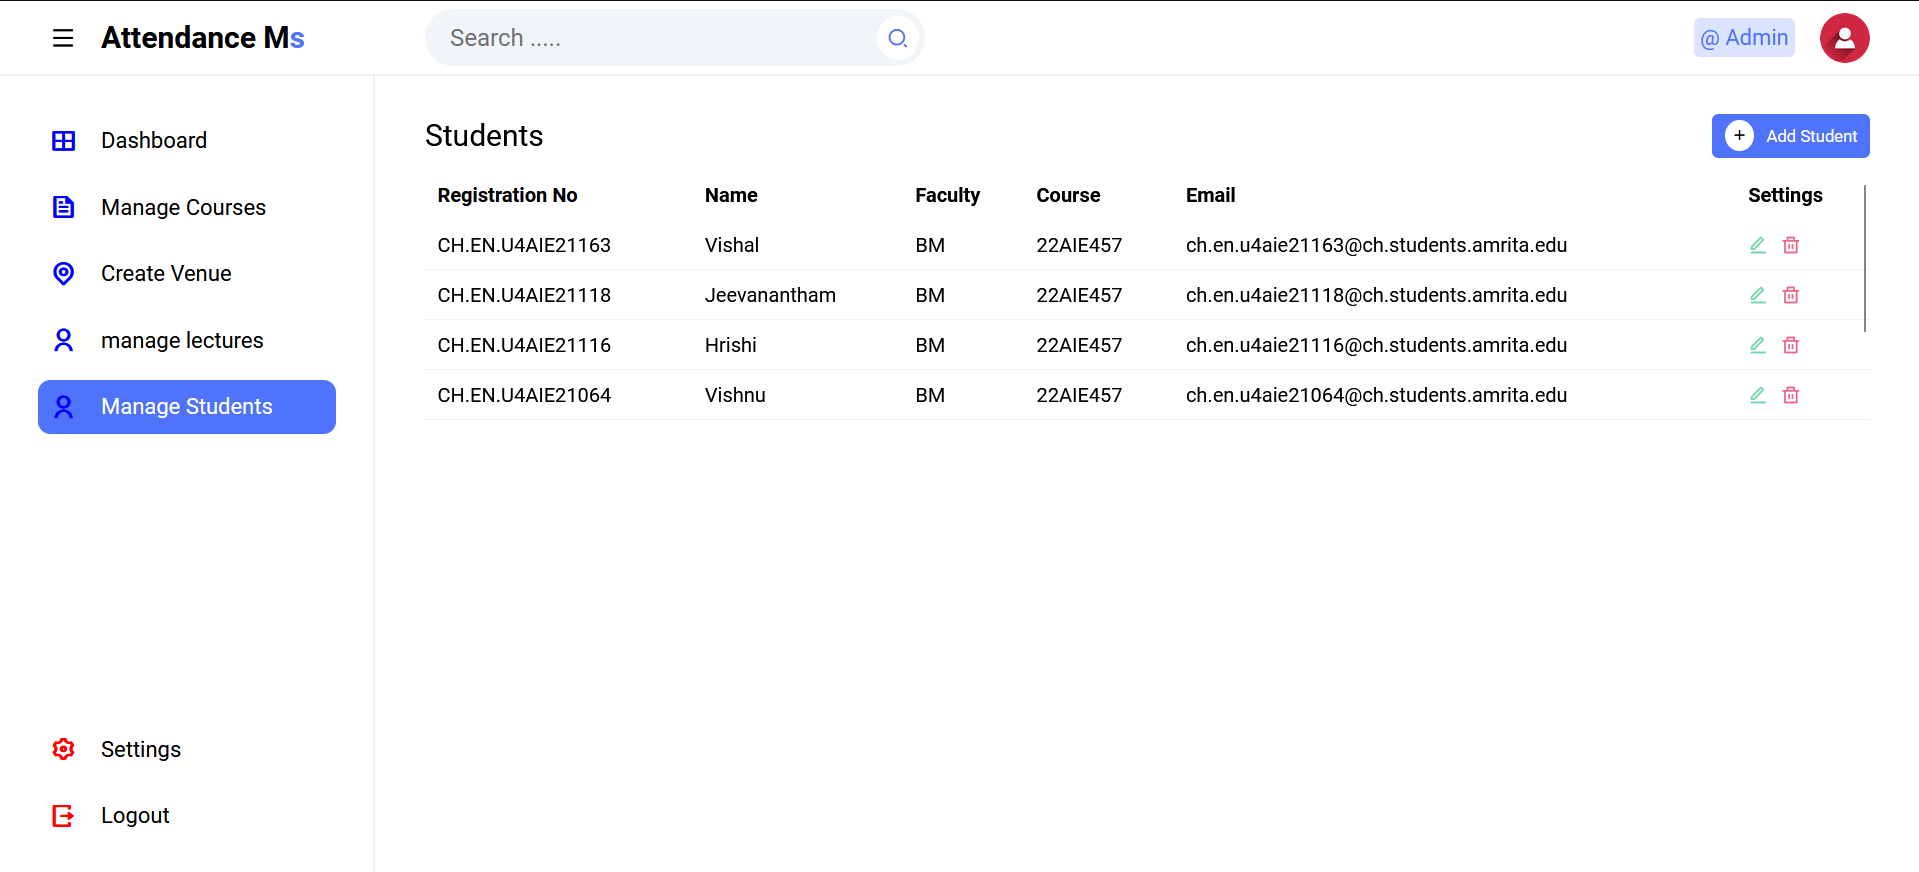 Attendance Ms
Search .....
@ Admin
Dashboard
Manage Courses
Create Venue
manage lectures
Manage Students
Settings
Logout
Students
+ Add Student
Registration No Name Faculty Course Email Settings
CH.EN.U4AIE21163 Vishal BM 22AIE457 ch.en.u4aie21163@ch.students.amrita.edu
CH.EN.U4AIE21118 Jeevanantham BM 22AIE457 ch.en.u4aie21118@ch.students.amrita.edu
CH.EN.U4AIE21116 Hrishi BM 22AIE457 ch.en.u4aie21116@ch.students.amrita.edu
CH.EN.U4AIE21064 Vishnu BM 22AIE457 ch.en.u4aie21064@ch.students.amrita.edu